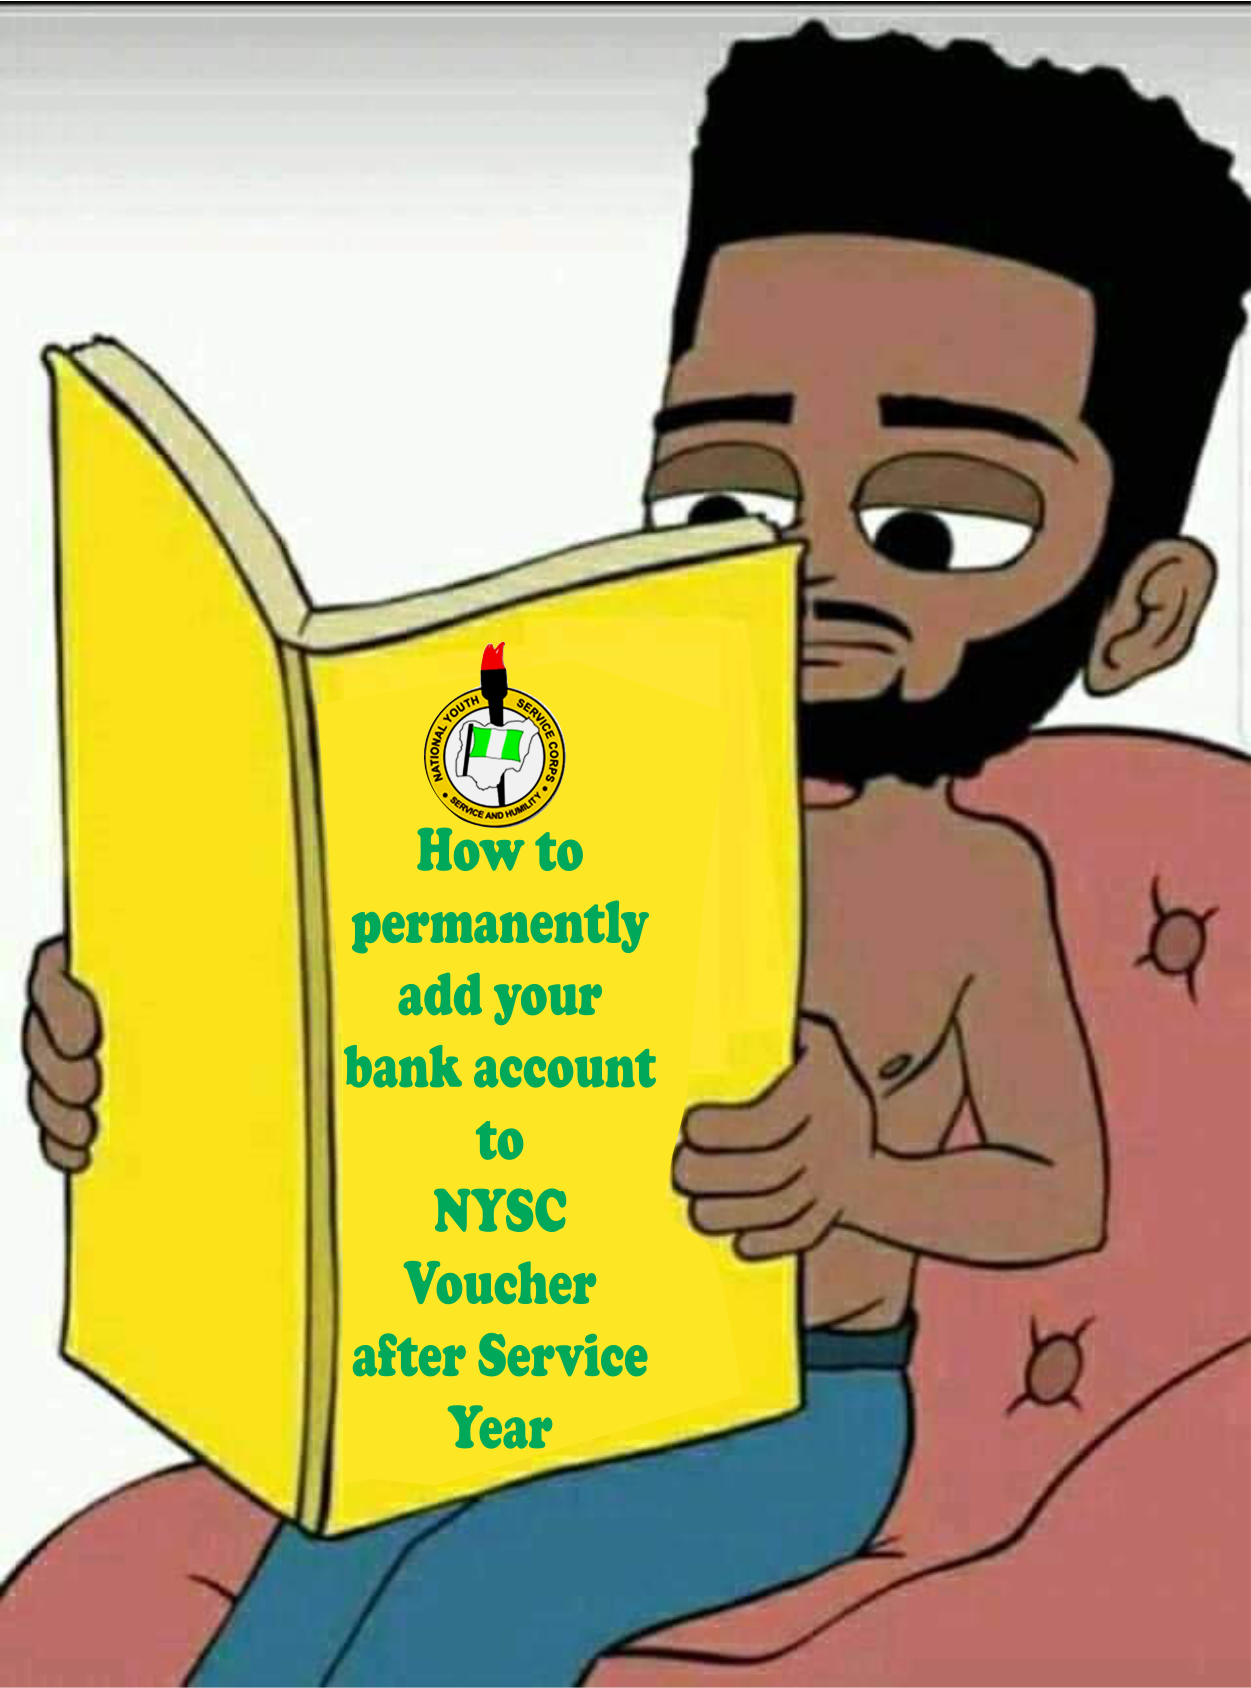 NATIONAL YOUTH SERVICE CORPS
• SERVICE AND HUMILITY •
How to
permanently
add your
bank account
to
NYSC
Voucher
after Service
Year